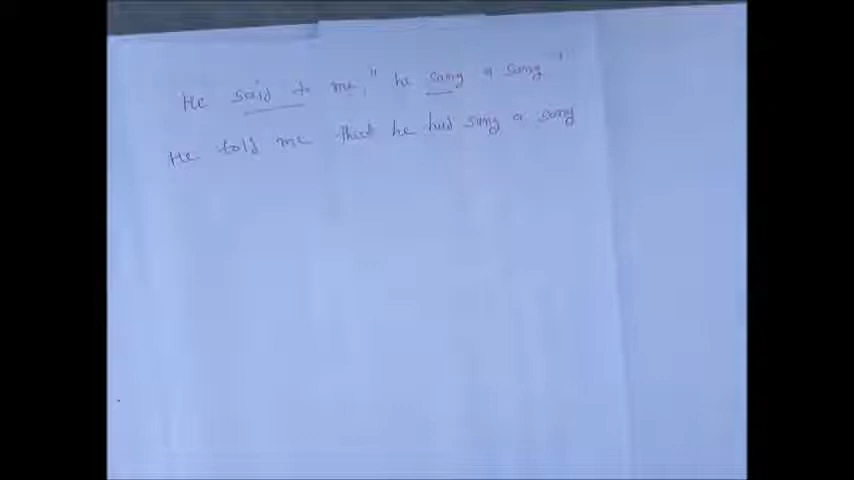 He said to me," he sang a song"
He told me that he had sung a song